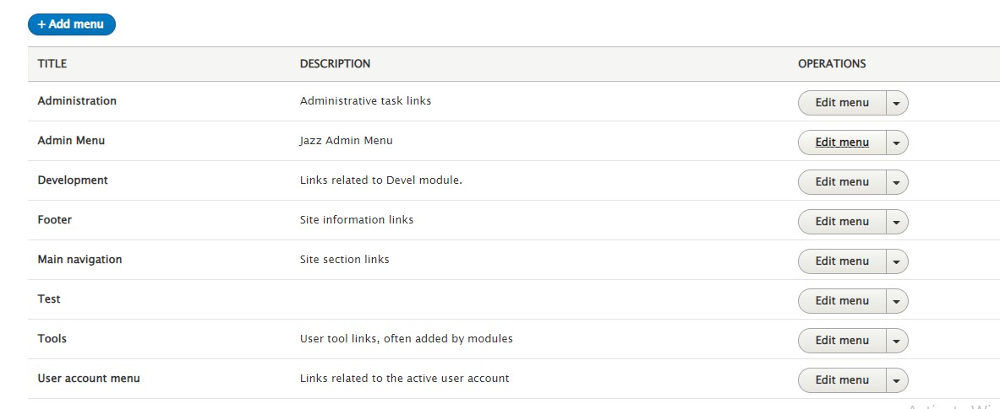 + Add menu
TITLE DESCRIPTION OPERATIONS
Administration Administrative task links Edit menu
Admin Menu Jazz Admin Menu Edit menu
Development Links related to Devel module. Edit menu
Footer Site information links Edit menu
Main navigation Site section links Edit menu
Test Edit menu
Tools User tool links, often added by modules Edit menu
User account menu Links related to the active user account Edit menu